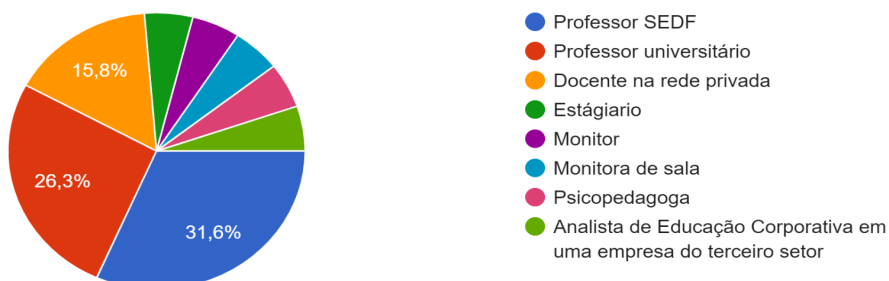 15,8%
26,3%
31,6%
Professor SEDF
Professor universitário
Docente na rede privada
Estágiario
Monitor
Monitora de sala
Psicopedagoga
Analista de Educação Corporativa em
uma empresa do terceiro setor